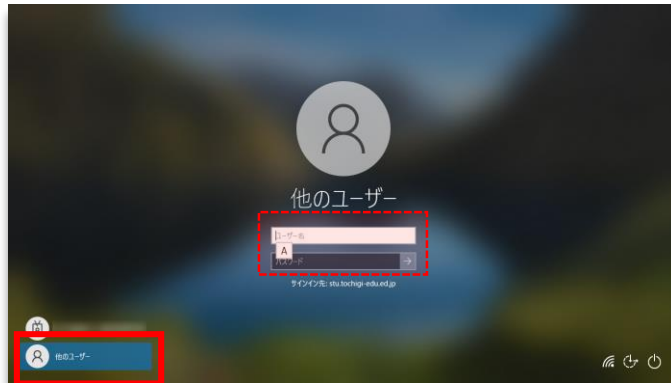 他のユーザー
ユーザー名
A
パスワード
サインイン先: stu.tochigi-edu.ed.jp
他のユーザー